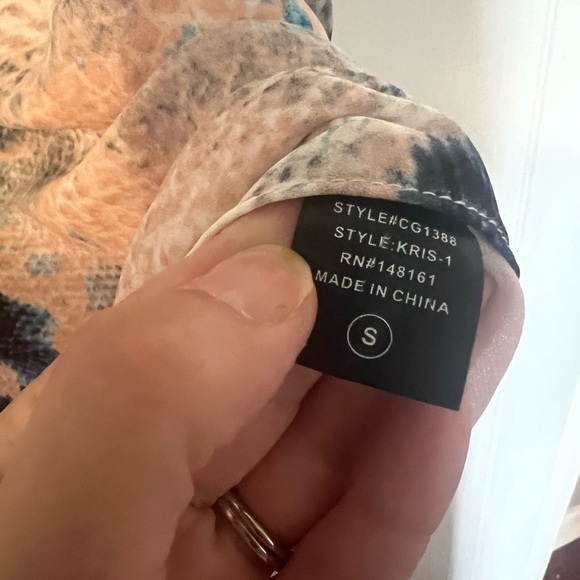 STYLE#CG1388
STYLE:KRIS-1
RN#148161
MADE IN CHINA
S